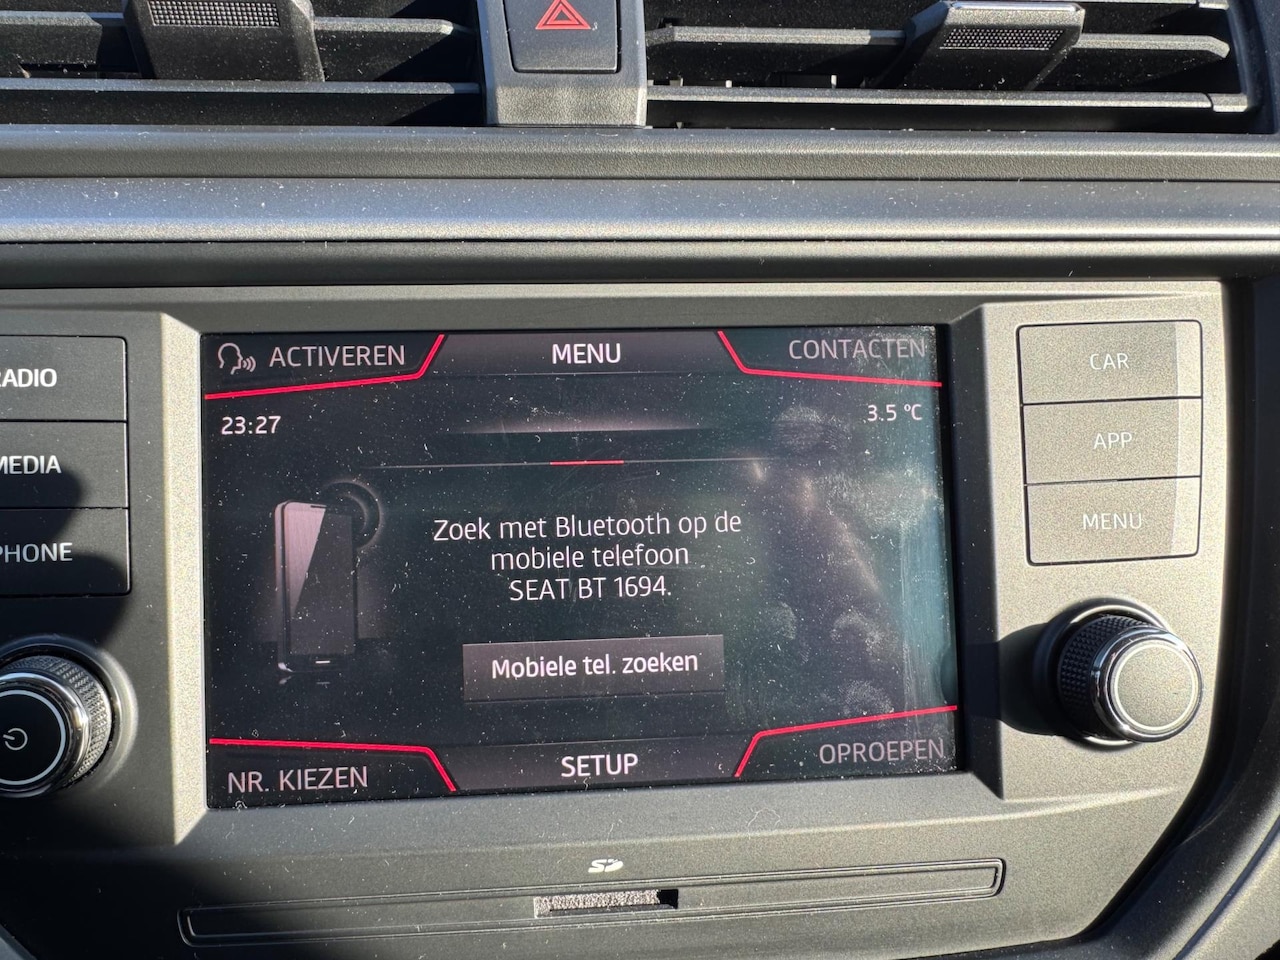 ACTIVEREN MENU CONTACTEN
23:27 3.5 °C
Zoek met Bluetooth op de
mobiele telefoon
SEAT BT 1694.
Mobiele tel. zoeken
NR. KIEZEN SETUP OPROEPEN
RADIO
MEDIA
PHONE
CAR
APP
MENU
SD